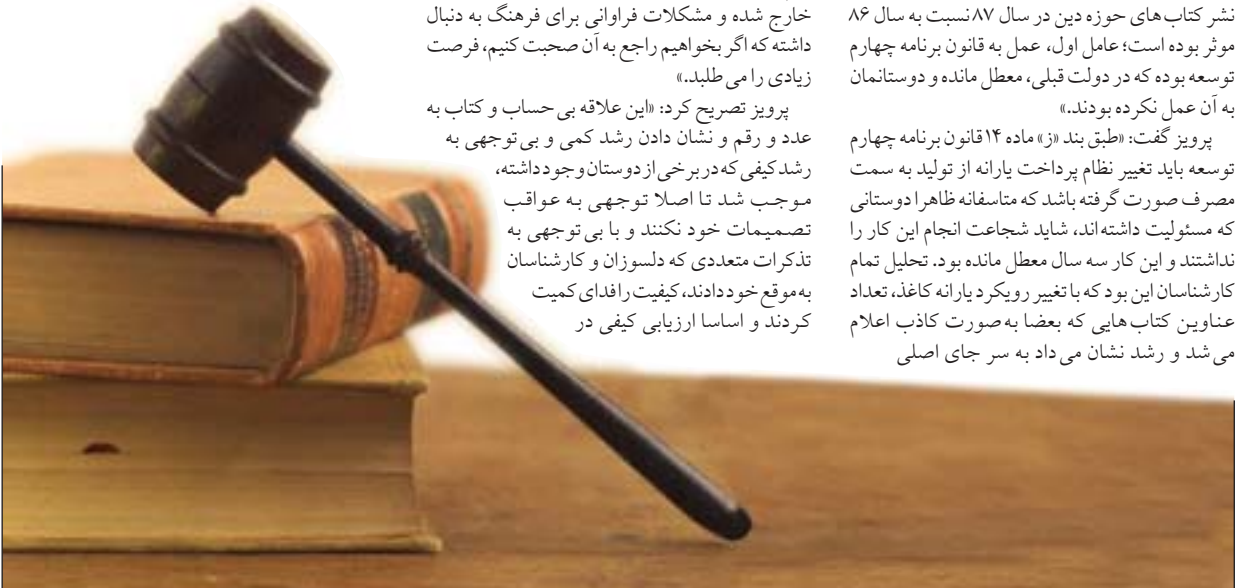 نشر کتاب‌های حوزه دین در سال ۸۷ نسبت به سال ۸۶
موثر بوده است؛ عامل اول، عمل به قانون برنامه چهارم
توسعه بوده که در دولت قبلی، معطل مانده و دوستانمان
به آن عمل نکرده بودند.»
پرویز گفت: «طبق بند «ز» ماده ۱۴ قانون برنامه چهارم
توسعه باید تغییر نظام پرداخت یارانه از تولید به سمت
مصرف صورت گرفته باشد که متاسفانه ظاهرا دوستانی
که مسئولیت داشته‌اند، شاید شجاعت انجام این کار را
نداشتند و این کار سه سال معطل مانده بود. تحلیل تمام
کارشناسان این بود که با تغییر رویکرد یارانه کاغذ، تعداد
عناوین کتاب‌هایی که بعضا به صورت کاذب اعلام
می‌شد و رشد نشان می‌داد به سر جای اصلی
خارج شده و مشکلات فراوانی برای فرهنگ به دنبال
داشته که اگر بخواهیم راجع به آن صحبت کنیم، فرصت
زیادی را می‌طلبد.»
پرویز تصریح کرد: «این علاقه بی حساب و کتاب به
عدد و رقم و نشان دادن رشد کمی و بی‌توجهی به
رشد کیفی که در برخی از دوستان وجود داشته،
موجب شد تا اصلا توجهی به عواقب
تصمیمات خود نکنند و با بی‌توجهی به
تذکرات متعددی که دلسوزان و کارشناسان
به موقع خود دادند، کیفیت را فدای کمیت
کردند و اساسا ارزیابی کیفی در